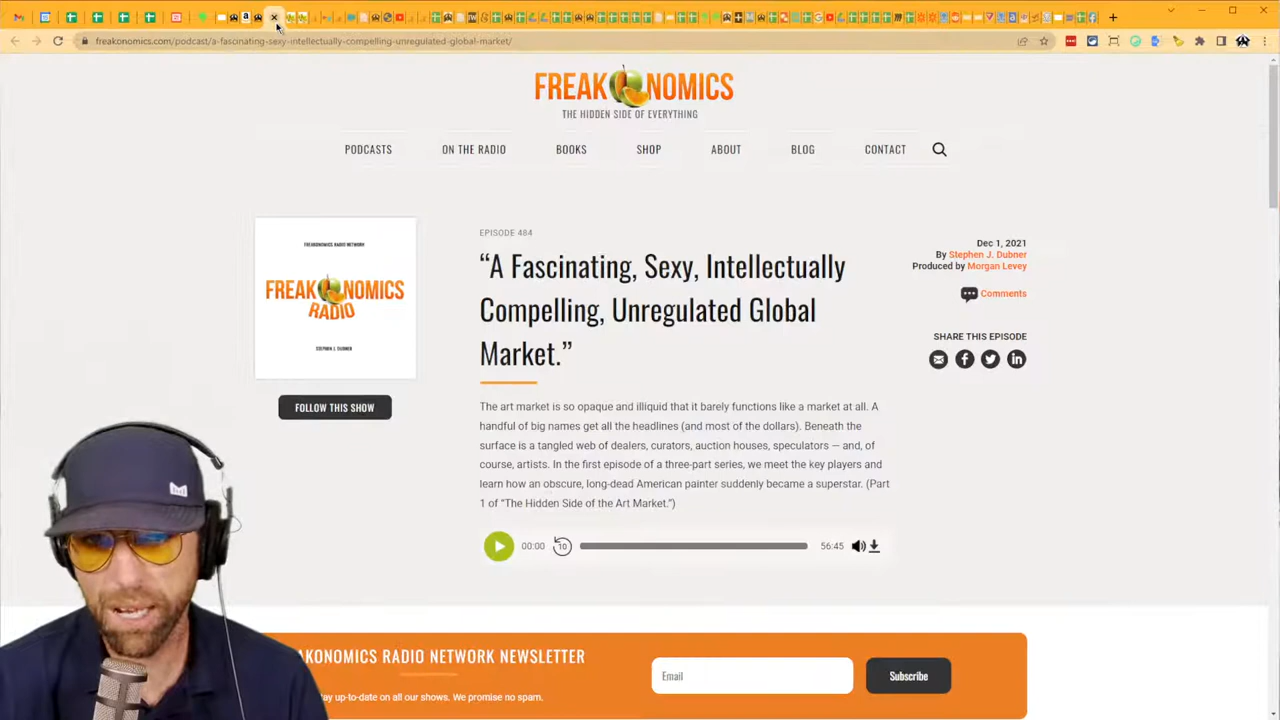 freakonomics.com/podcast/a-fascinating-sexy-intellectually-compelling-unregulated-global-market/
FREAKONOMICS
THE HIDDEN SIDE OF EVERYTHING
PODCASTS
ON THE RADIO
BOOKS
SHOP
ABOUT
BLOG
CONTACT
FREAKONOMICS RADIO NETWORK
FREAKONOMICS
RADIO
STEPHEN J. DUBNER
FOLLOW THIS SHOW
EPISODE 484
“A Fascinating, Sexy, Intellectually
Compelling, Unregulated Global
Market.”
The art market is so opaque and illiquid that it barely functions like a market at all. A
handful of big names get all the headlines (and most of the dollars). Beneath the
surface is a tangled web of dealers, curators, auction houses, speculators — and, of
course, artists. In the first episode of a three-part series, we meet the key players and
learn how an obscure, long-dead American painter suddenly became a superstar. (Part
1 of “The Hidden Side of the Art Market.”)
00:00
10
56:45
Dec 1, 2021
By Stephen J. Dubner
Produced by Morgan Levey
Comments
SHARE THIS EPISODE
AKONOMICS RADIO NETWORK NEWSLETTER
tay up-to-date on all our shows. We promise no spam.
Email
Subscribe